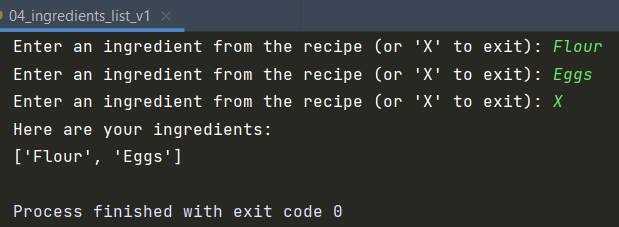 04_ingredients_list_v1
Enter an ingredient from the recipe (or 'X' to exit): Flour
Enter an ingredient from the recipe (or 'X' to exit): Eggs
Enter an ingredient from the recipe (or 'X' to exit): X
Here are your ingredients:
['Flour', 'Eggs']
Process finished with exit code 0